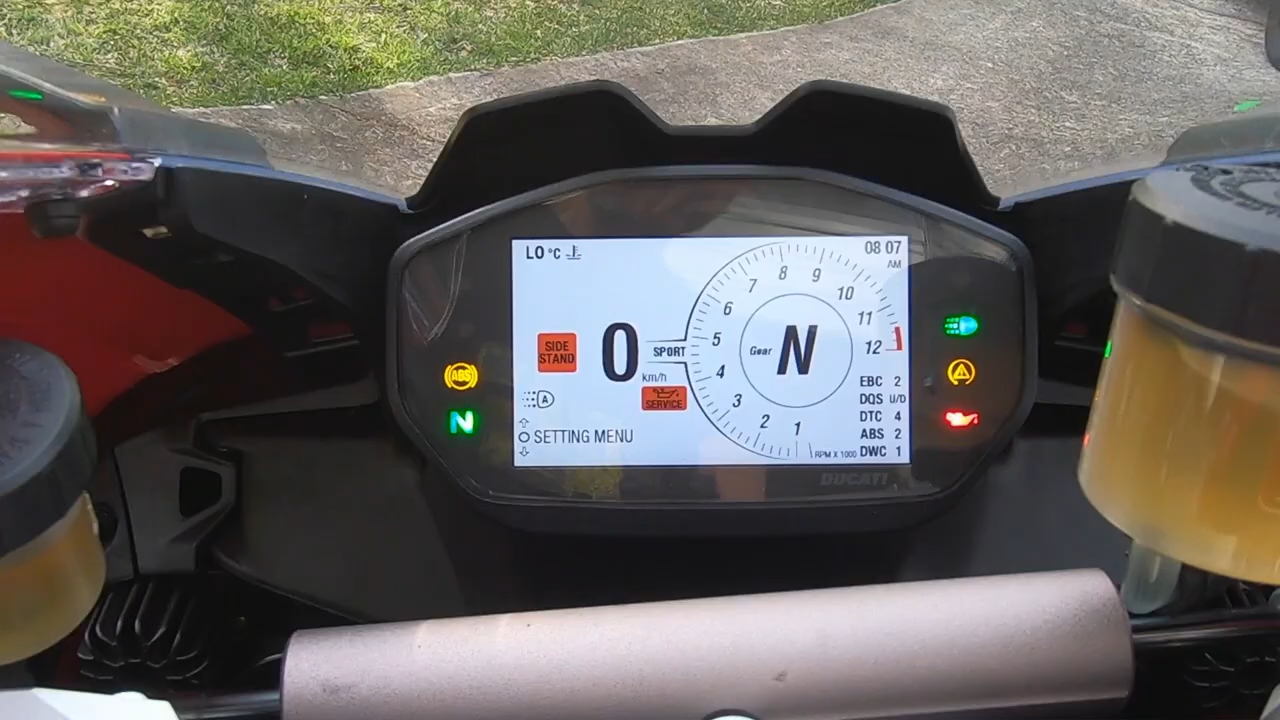 LO °C
08 07
AM
SIDE
STAND
0
km/h
SPORT
SERVICE
A
SETTING MENU
1
2
3
4
5
6
7
8
9
10
11
12
Gear N
RPM X 1000
EBC 2
DQS U/D
DTC 4
ABS 2
DWC 1
ABS
N
DUCATI